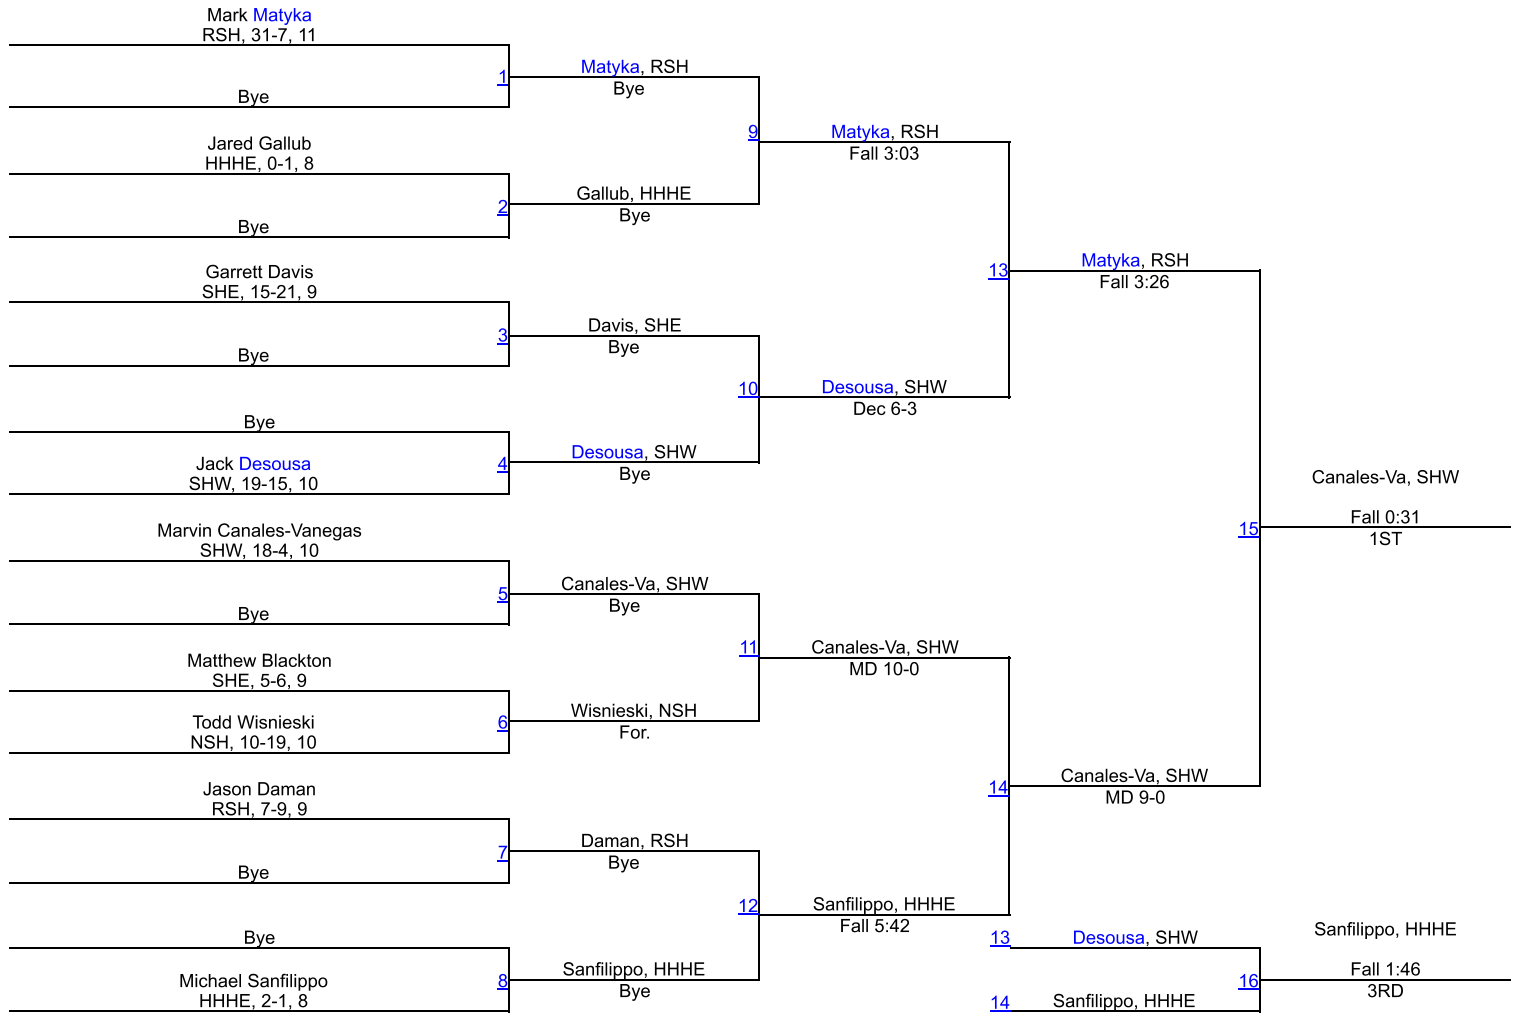 Mark Matyka
RSH, 31-7, 11
1
Bye
Jared Gallub
HHHE, 0-1, 8
2
Bye
Garrett Davis
SHE, 15-21, 9
3
Bye
Bye
4
Jack Desousa
SHW, 19-15, 10
Marvin Canales-Vanegas
SHW, 18-4, 10
5
Bye
Matthew Blackton
SHE, 5-6, 9
6
Todd Wisnieski
NSH, 10-19, 10
Jason Daman
RSH, 7-9, 9
7
Bye
Bye
8
Michael Sanfilippo
HHHE, 2-1, 8
Matyka, RSH
Bye
9
Gallub, HHHE
Bye
Davis, SHE
Bye
10
Desousa, SHW
Bye
Canales-Va, SHW
Bye
11
Wisnieski, NSH
For.
Daman, RSH
Bye
12
Sanfilippo, HHHE
Bye
Matyka, RSH
Fall 3:03
13
Desousa, SHW
Dec 6-3
Canales-Va, SHW
MD 10-0
14
Sanfilippo, HHHE
Fall 5:42
Matyka, RSH
Fall 3:26
15
Canales-Va, SHW
MD 9-0
13 Desousa, SHW
16
14 Sanfilippo, HHHE
Canales-Va, SHW
Fall 0:31
1ST
Sanfilippo, HHHE
Fall 1:46
3RD